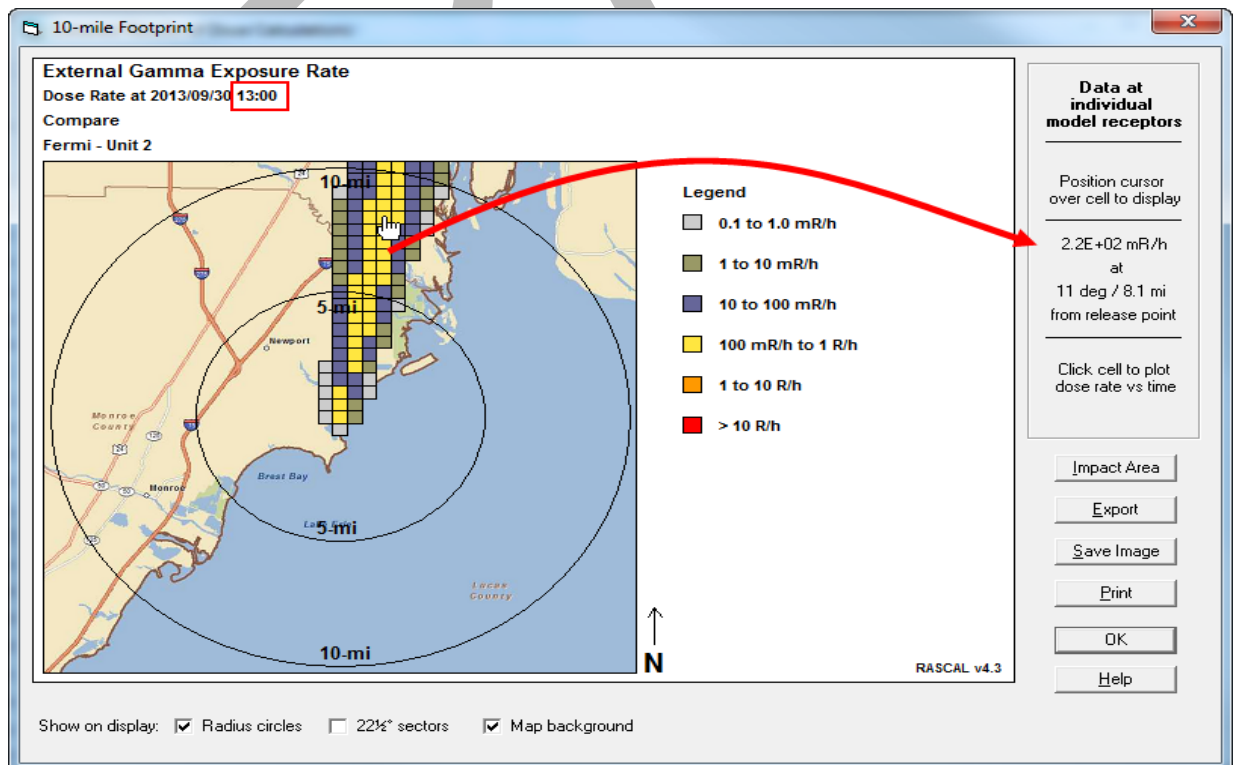 10-mile Footprint
External Gamma Exposure Rate
Dose Rate at 2013/09/30 13:00
Compare
Fermi - Unit 2
10-mi
5-mi
Newport
Monroe
County
Monroe
Brest Bay
5-mi
Lucas
County
10-mi
N
Legend
0.1 to 1.0 mR/h
1 to 10 mR/h
10 to 100 mR/h
100 mR/h to 1 R/h
1 to 10 R/h
> 10 R/h
RASCAL v4.3
Data at
individual
model receptors
Position cursor
over cell to display
2.2E+02 mR/h
at
11 deg / 8.1 mi
from release point
Click cell to plot
dose rate vs time
Impact Area
Export
Save Image
Print
OK
Help
Show on display:
Radius circles
22½° sectors
Map background